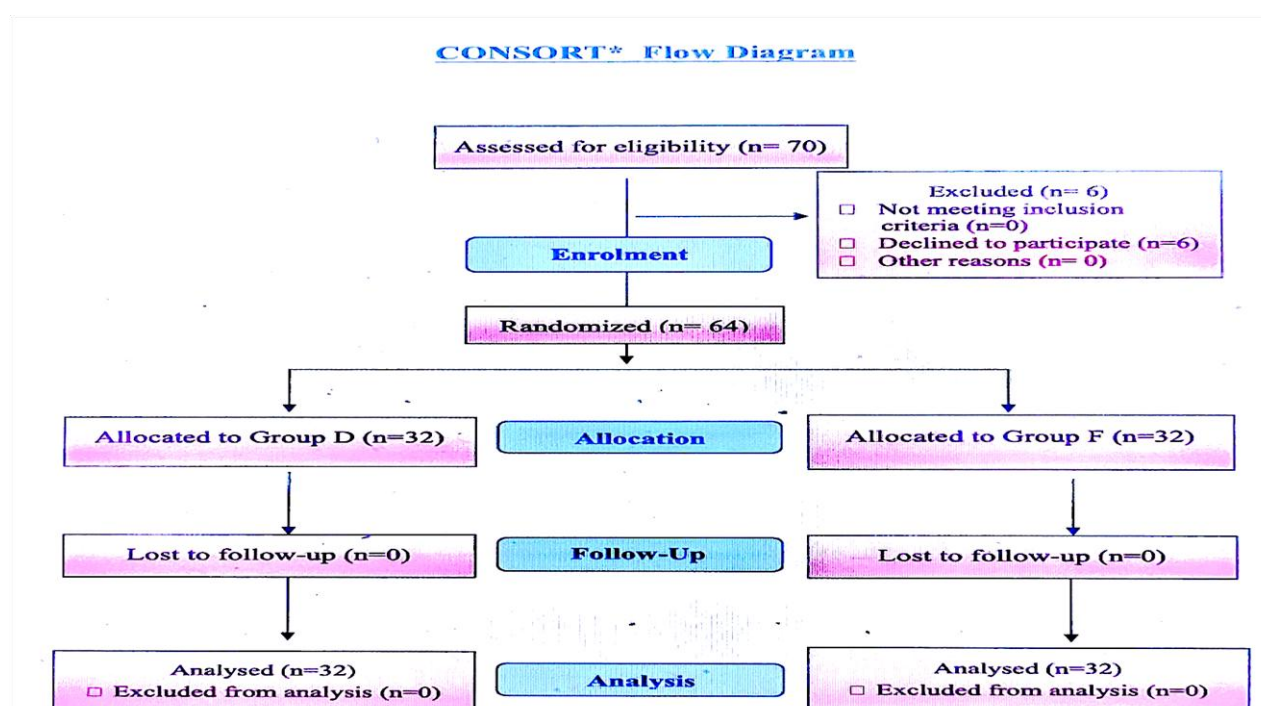 CONSORT* Flow Diagram
Assessed for eligibility (n= 70)
Excluded (n= 6)
□ Not meeting inclusion
criteria (n=0)
□ Declined to participate (n=6)
□ Other reasons (n= 0)
Enrolment
Randomized (n= 64)
Allocated to Group D (n=32)
Allocation
Allocated to Group F (n=32)
Lost to follow-up (n=0)
Follow-Up
Lost to follow-up (n=0)
Analysed (n=32)
□ Excluded from analysis (n=0)
Analysis
Analysed (n=32)
□ Excluded from analysis (n=0)